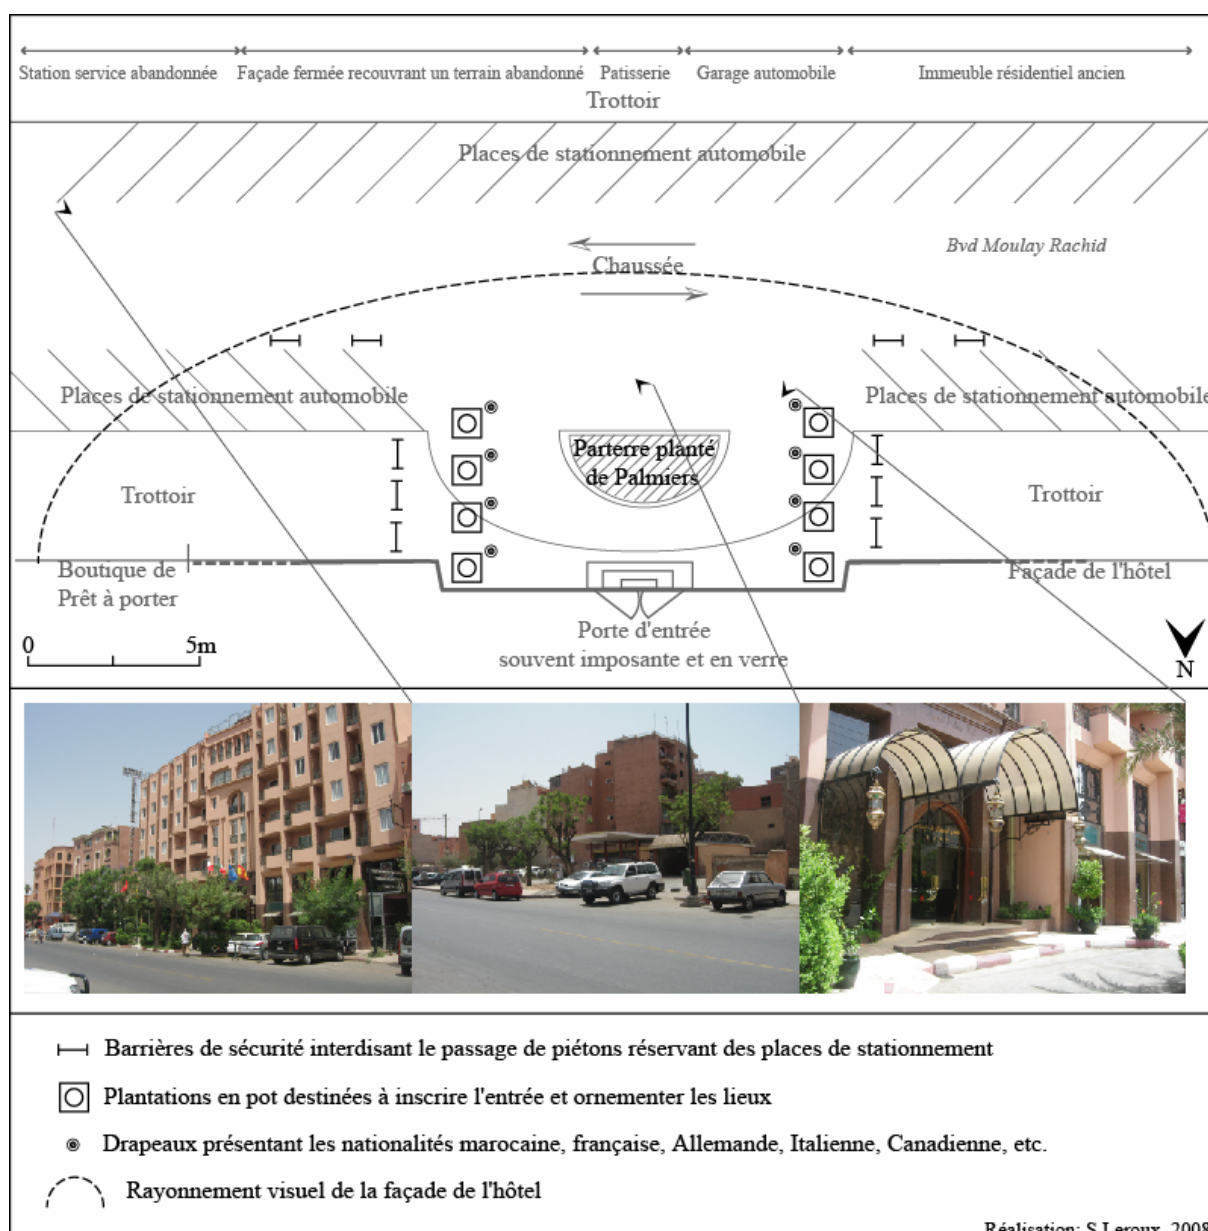 Station service abandonnée
Façade fermée recouvrant un terrain abandonné
Patisserie
Garage automobile
Immeuble résidentiel ancien
Trottoir
Places de stationnement automobile
Bvd Moulay Rachid
Chaussée
Places de stationnement automobile
Places de stationnement automobile
Parterre planté
de Palmiers
Trottoir
Trottoir
Boutique de
Prêt à porter
Façade de l'hôtel
Porte d'entrée
souvent imposante et en verre
0
5m
N
Barrières de sécurité interdisant le passage de piétons réservant des places de stationnement
Plantations en pot destinées à inscrire l'entrée et ornementer les lieux
Drapeaux présentant les nationalités marocaine, française, Allemande, Italienne, Canadienne, etc.
Rayonnement visuel de la façade de l'hôtel
Réalisation: S.Leroux, 2008